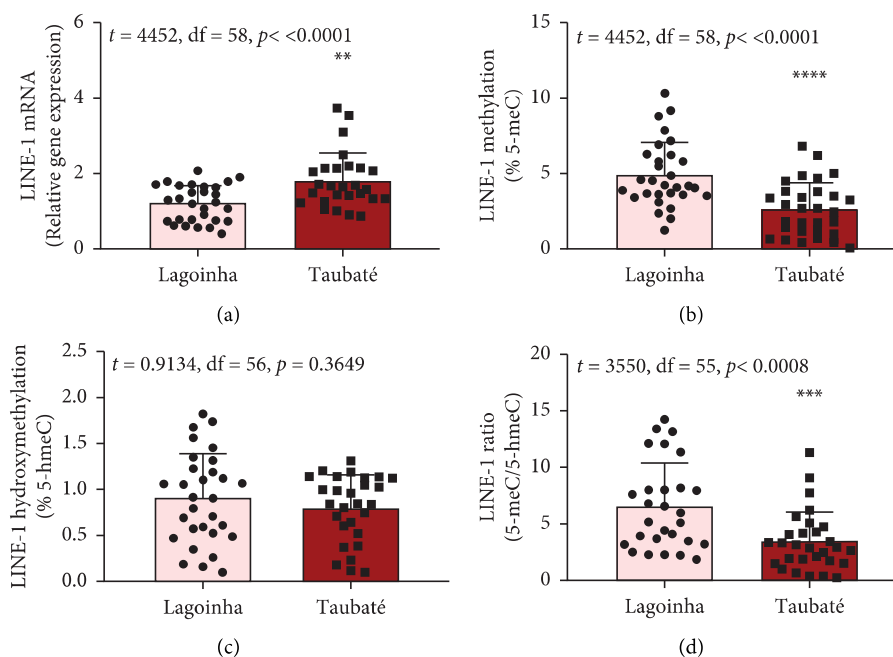 LINE-1 mRNA
(Relative gene expression)
6
4
2
0
t = 4452, df = 58, p< <0.0001
**
Lagoinha
Taubaté
(a)
LINE-1 methylation
(% 5-meC)
15
10
5
0
t = 4452, df = 58, p< <0.0001
****
Lagoinha
Taubaté
(b)
LINE-1 hydroxymethylation
(% 5-hmeC)
2.5
2.0
1.5
1.0
0.5
0.0
t = 0.9134, df = 56, p = 0.3649
Lagoinha
Taubaté
(c)
LINE-1 ratio
(5-meC/5-hmeC)
20
15
10
5
0
t = 3550, df = 55, p< 0.0008
***
Lagoinha
Taubaté
(d)